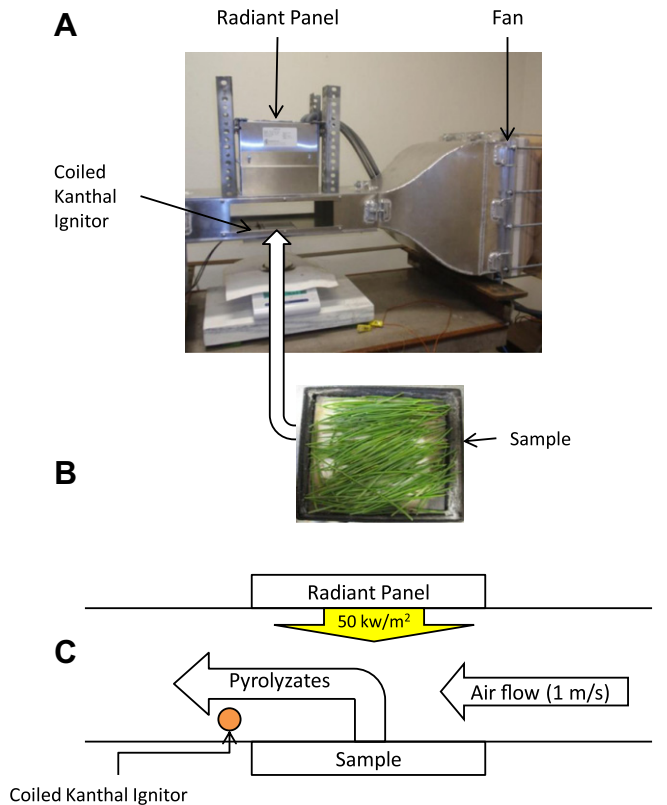 A
Radiant Panel
Fan
Coiled
Kanthal
Ignitor
Sample
B
Radiant Panel
50 kw/m²
C
Pyrolyzates
Air flow (1 m/s)
Sample
Coiled Kanthal Ignitor